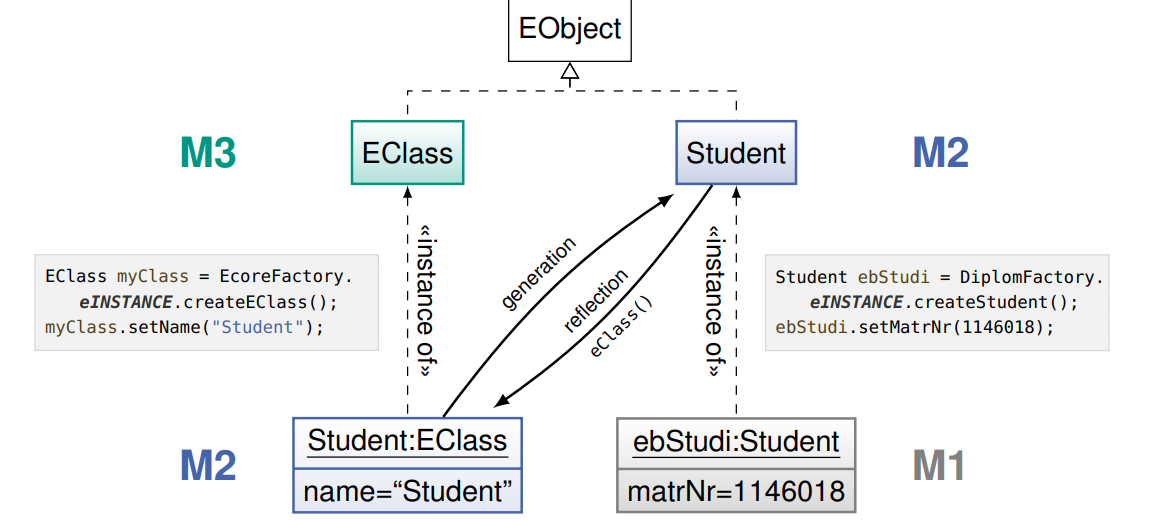 EObject
M3
EClass
Student
M2
EClass myClass = EcoreFactory.
eINSTANCE.createEClass();
myClass.setName("Student");
«instance of»
generation
reflection
eClass()
«instance of»
Student ebStudi = DiplomFactory.
eINSTANCE.createStudent();
ebStudi.setMatrNr(1146018);
M2
Student:EClass
name=“Student”
ebStudi:Student
matrNr=1146018
M1